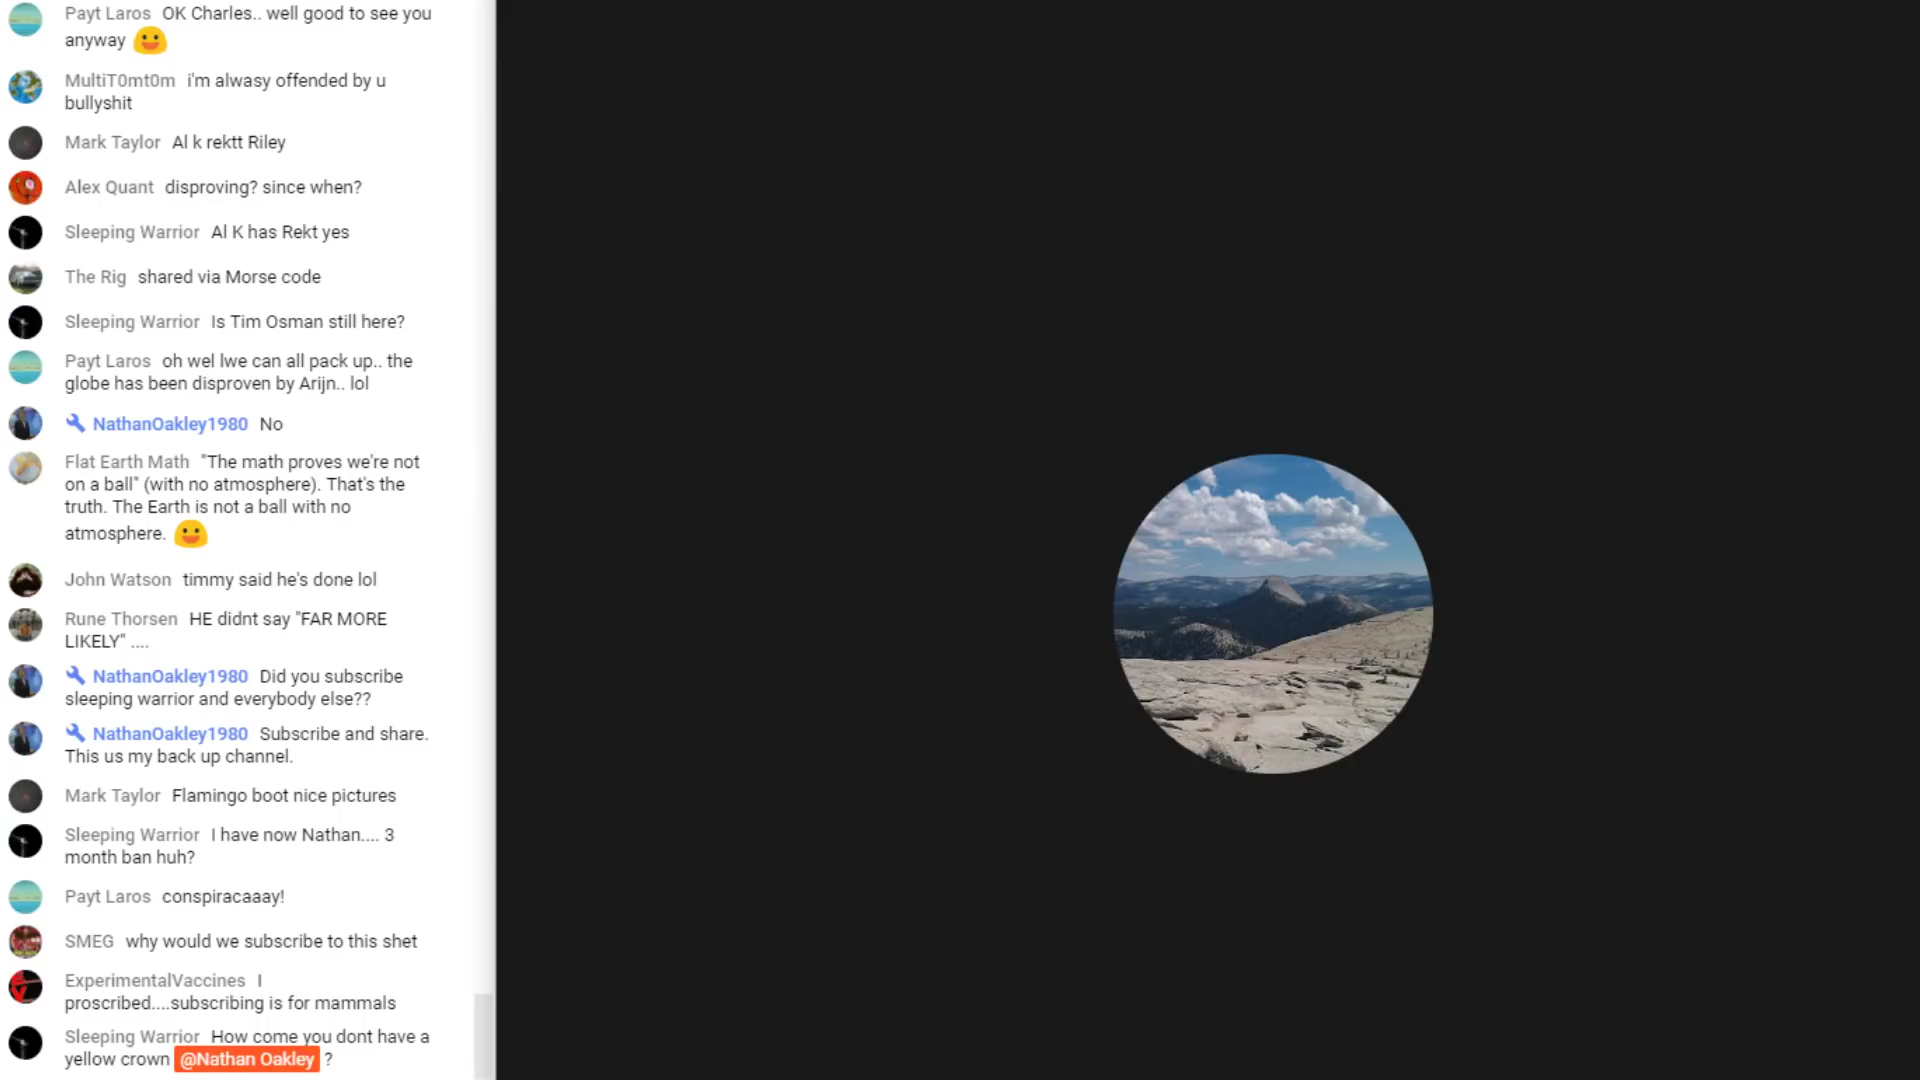 Payt Laros OK Charles.. well good to see you
anyway
MultiT0mt0m i'm alwasy offended by u
bullyshit
Mark Taylor Al k rektt Riley
Alex Quant disproving? since when?
Sleeping Warrior Al K has Rekt yes
The Rig shared via Morse code
Sleeping Warrior Is Tim Osman still here?
Payt Laros oh wel lwe can all pack up.. the
globe has been disproven by Arijn.. lol
NathanOakley1980 No
Flat Earth Math "The math proves we're not
on a ball" (with no atmosphere). That's the
truth. The Earth is not a ball with no
atmosphere.
John Watson timmy said he's done lol
Rune Thorsen HE didnt say "FAR MORE
LIKELY" ....
NathanOakley1980 Did you subscribe
sleeping warrior and everybody else??
NathanOakley1980 Subscribe and share.
This us my back up channel.
Mark Taylor Flamingo boot nice pictures
Sleeping Warrior I have now Nathan.... 3
month ban huh?
Payt Laros conspiracaaay!
SMEG why would we subscribe to this shet
ExperimentalVaccines I
proscribed....subscribing is for mammals
Sleeping Warrior How come you dont have a
yellow crown @Nathan Oakley ?